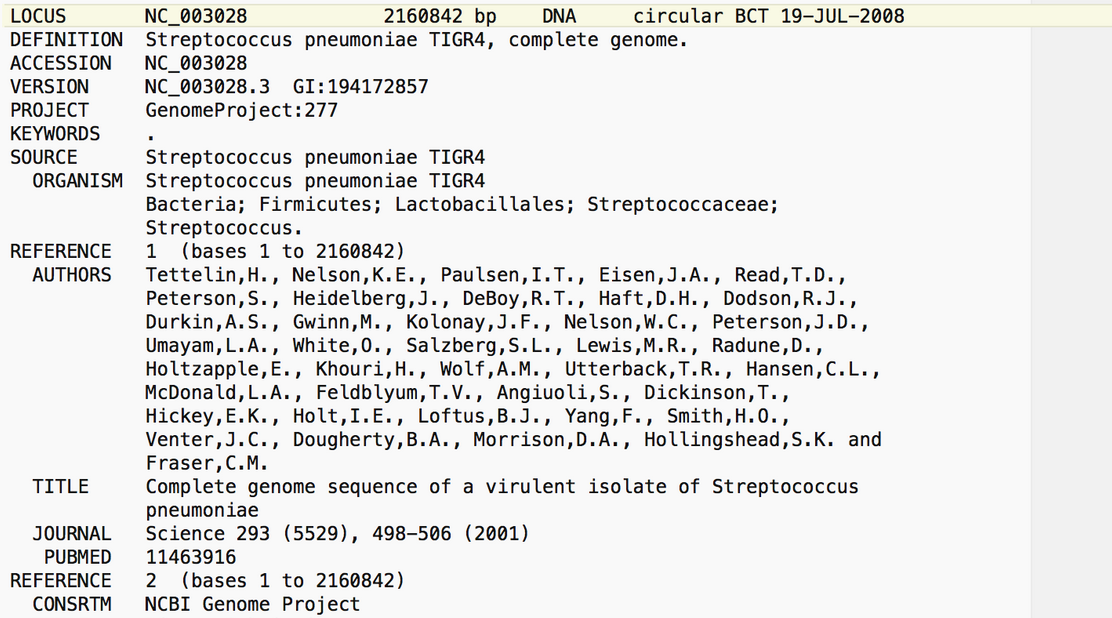 LOCUS       NC_003028            2160842 bp    DNA     circular BCT 19-JUL-2008
DEFINITION  Streptococcus pneumoniae TIGR4, complete genome.
ACCESSION   NC_003028
VERSION     NC_003028.3  GI:194172857
PROJECT     GenomeProject:277
KEYWORDS    .
SOURCE      Streptococcus pneumoniae TIGR4
  ORGANISM  Streptococcus pneumoniae TIGR4
            Bacteria; Firmicutes; Lactobacillales; Streptococcaceae;
            Streptococcus.
REFERENCE   1  (bases 1 to 2160842)
  AUTHORS   Tettelin,H., Nelson,K.E., Paulsen,I.T., Eisen,J.A., Read,T.D.,
            Peterson,S., Heidelberg,J., DeBoy,R.T., Haft,D.H., Dodson,R.J.,
            Durkin,A.S., Gwinn,M., Kolonay,J.F., Nelson,W.C., Peterson,J.D.,
            Umayam,L.A., White,O., Salzberg,S.L., Lewis,M.R., Radune,D.,
            Holtzapple,E., Khouri,H., Wolf,A.M., Utterback,T.R., Hansen,C.L.,
            McDonald,L.A., Feldblyum,T.V., Angiuoli,S., Dickinson,T.,
            Hickey,E.K., Holt,I.E., Loftus,B.J., Yang,F., Smith,H.O.,
            Venter,J.C., Dougherty,B.A., Morrison,D.A., Hollingshead,S.K. and
            Fraser,C.M.
  TITLE     Complete genome sequence of a virulent isolate of Streptococcus
            pneumoniae
  JOURNAL   Science 293 (5529), 498-506 (2001)
   PUBMED   11463916
REFERENCE   2  (bases 1 to 2160842)
  CONSRTM   NCBI Genome Project